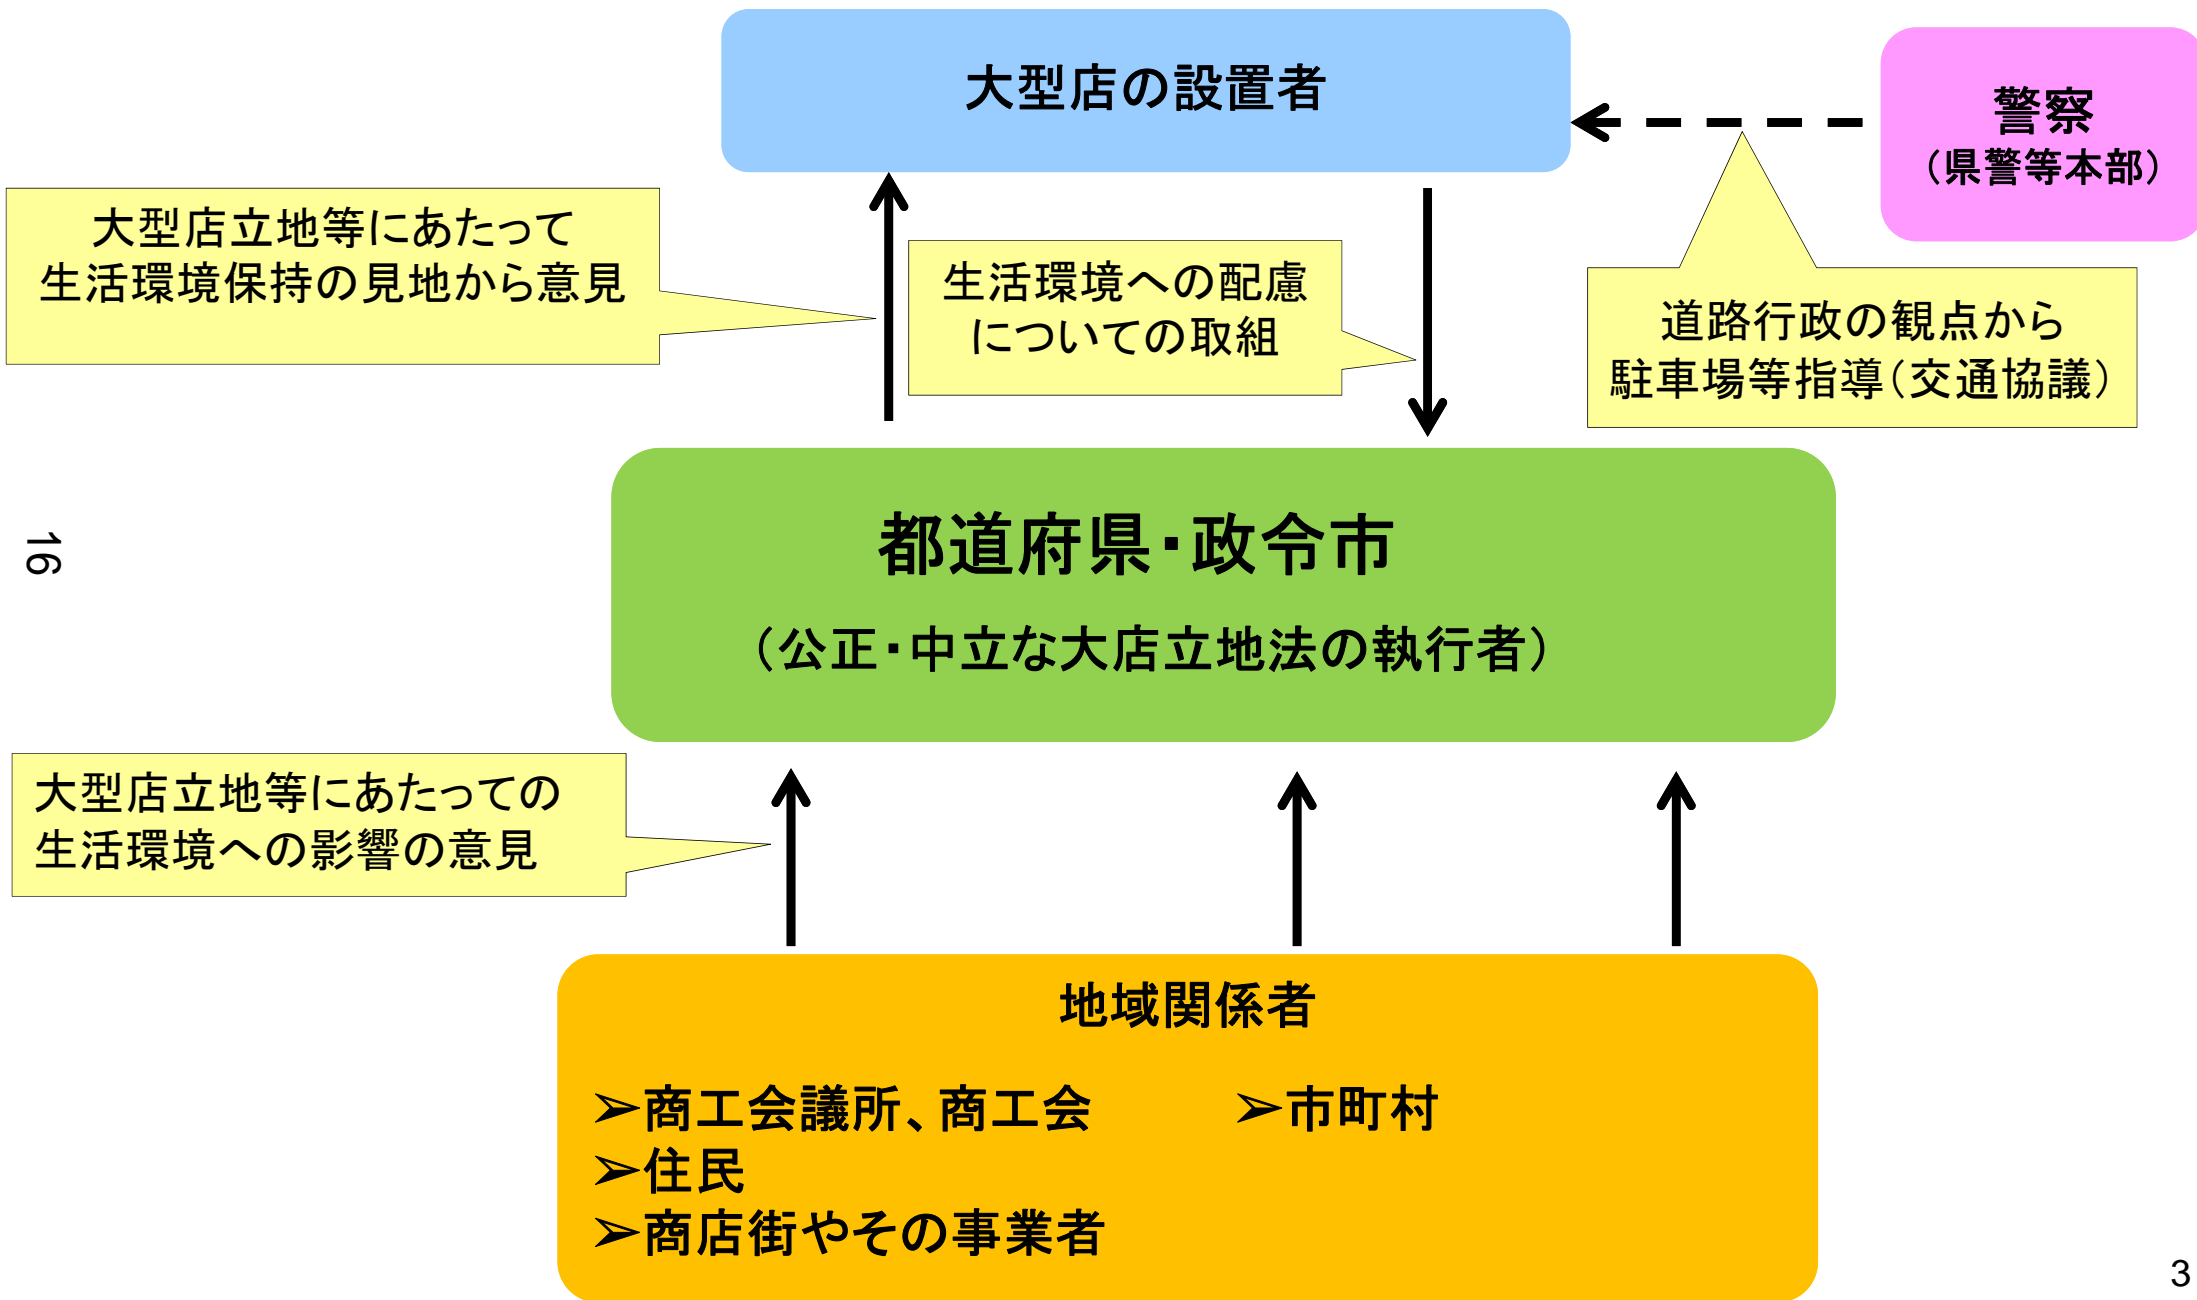 大型店の設置者
警察
（県警等本部）
大型店立地等にあたって
生活環境保持の見地から意見
生活環境への配慮
についての取組
道路行政の観点から
駐車場等指導（交通協議）
都道府県・政令市
（公正・中立な大店立地法の執行者）
16
大型店立地等にあたっての
生活環境への影響の意見
地域関係者
➢商工会議所、商工会 ➢市町村
➢住民
➢商店街やその事業者
3